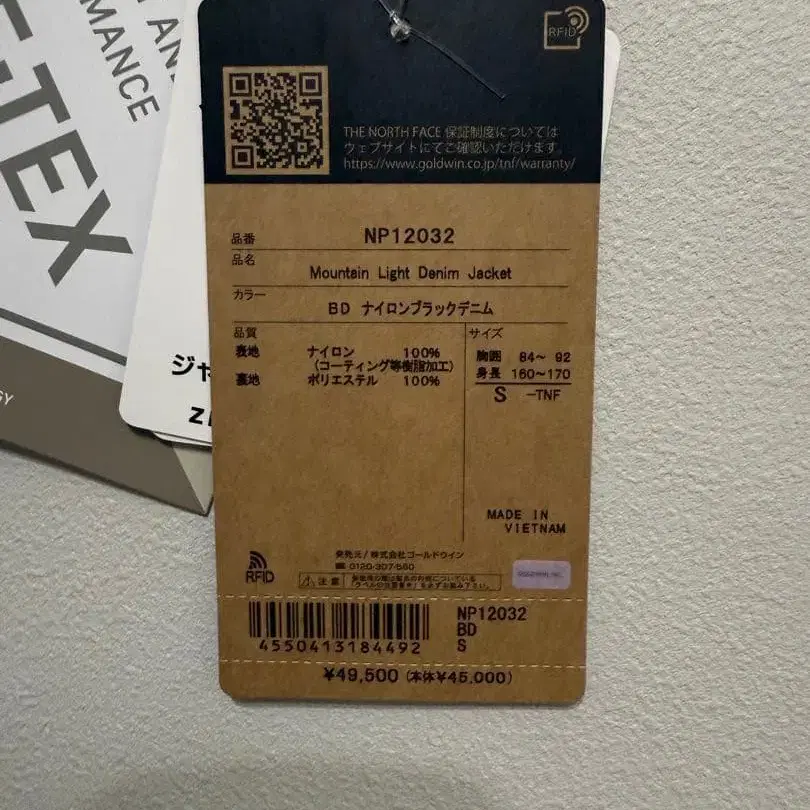 AND
MANCE
-TEX
GY
ジャ
RFID
THE NORTH FACE 保証制度については
ウェブサイトにてご確認いただけます。
https://www.goldwin.co.jp/tnf/warranty/
品番 NP12032
品名 Mountain Light Denim Jacket
カラー BD ナイロンブラックデニム
品質
表地 ナイロン 100%
(コーティング等樹脂加工)
裏地 ポリエステル 100%
サイズ
胸囲 84~ 92
身長 160~170
S -TNF
MADE IN
VIETNAM
発売元/株式会社ゴールドウイン
0120-307-560
RFID
注意
4550413184492
NP12032
BD
S
¥49,500 (本体¥45,000)